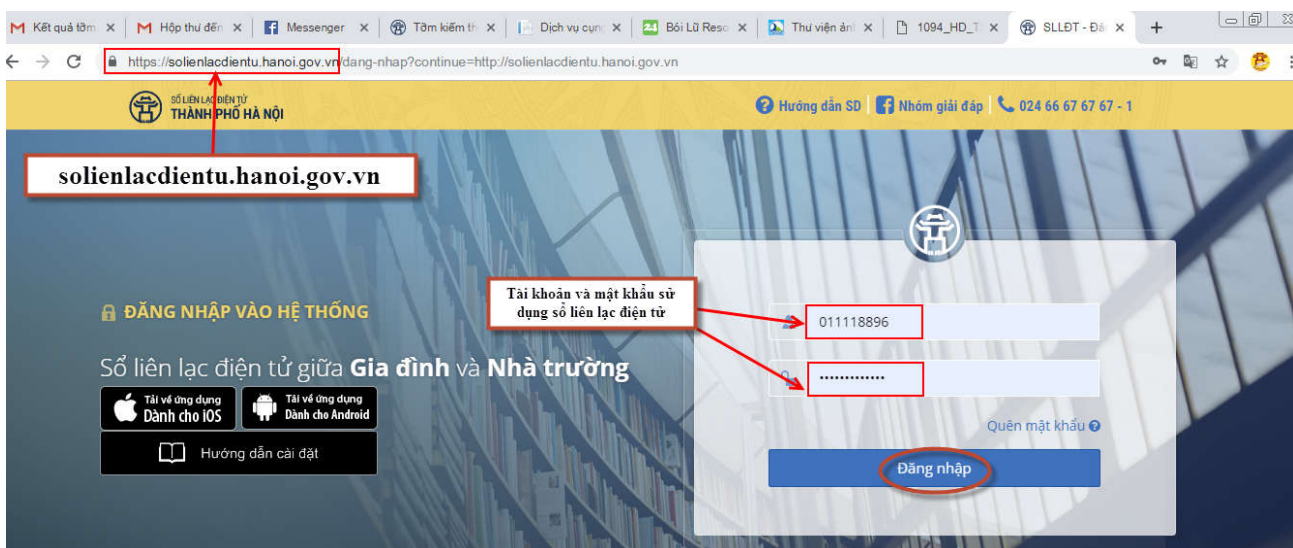 Kết quả tờm
Hộp thư đến
Messenger
Tờm kiếm th
Dịch vụ cung
Bói Lũ Reso
Thư viện ản
1094_HD_T
SLLĐT - Đă
https://solienlacdientu.hanoi.gov.vn/dang-nhap?continue=http://solienlacdientu.hanoi.gov.vn
SỔ LIÊN LẠC ĐIỆN TỬ
THÀNH PHỐ HÀ NỘI
Hướng dẫn SD
Nhóm giải đáp
024 66 67 67 67 - 1
solienlacdientu.hanoi.gov.vn
Tài khoản và mật khẩu sử
dụng sổ liên lạc điện tử
011118896
ĐĂNG NHẬP VÀO HỆ THỐNG
Sổ liên lạc điện tử giữa Gia đình và Nhà trường
Tải về ứng dụng
Dành cho iOS
Tải về ứng dụng
Dành cho Android
Hướng dẫn cài đặt
Quên mật khẩu
Đăng nhập